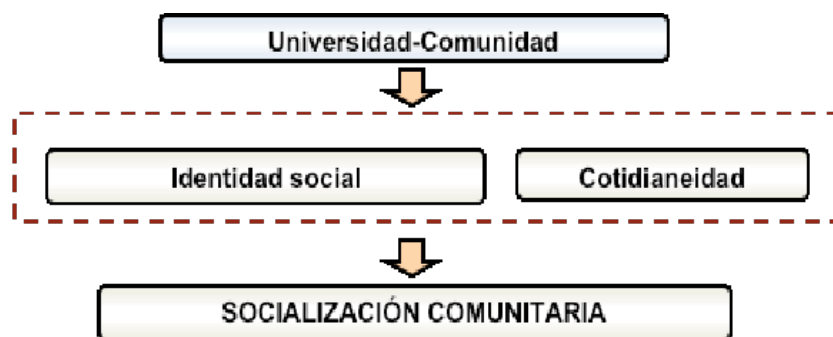 Universidad-Comunidad
Identidad social
Cotidianeidad
SOCIALIZACIÓN COMUNITARIA